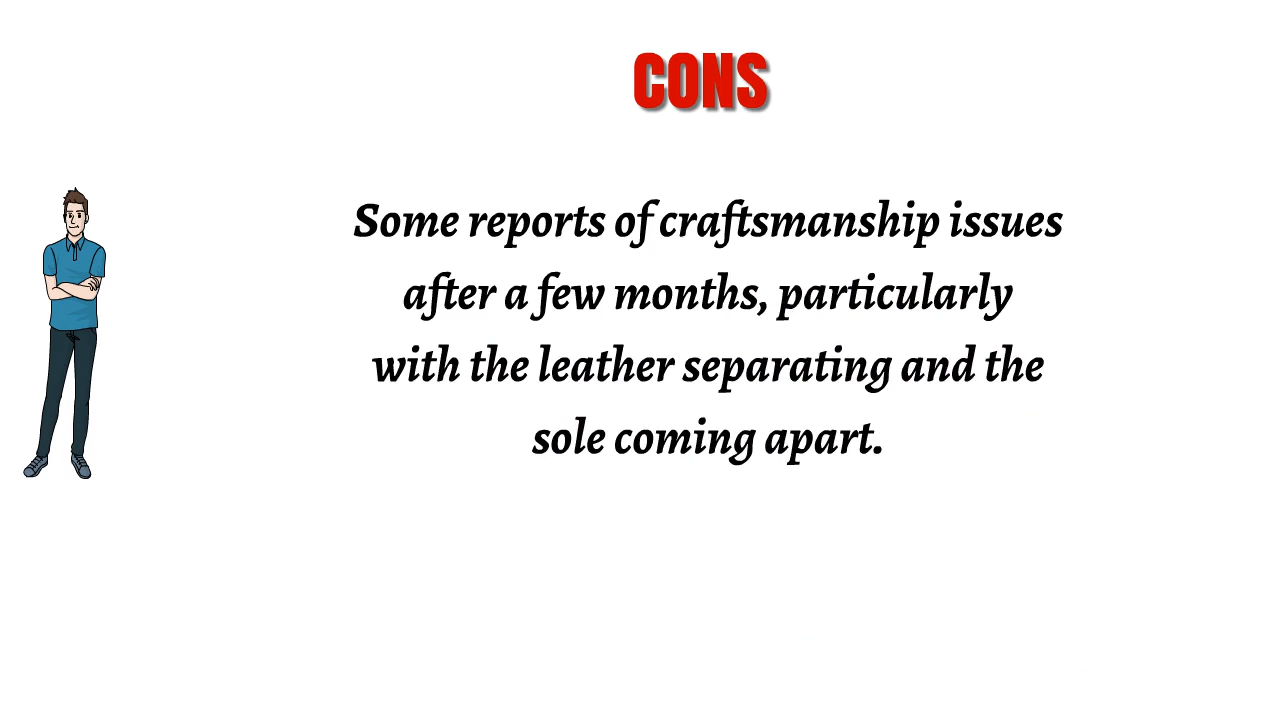 CONS
Some reports of craftsmanship issues
after a few months, particularly
with the leather separating and the
sole coming apart.